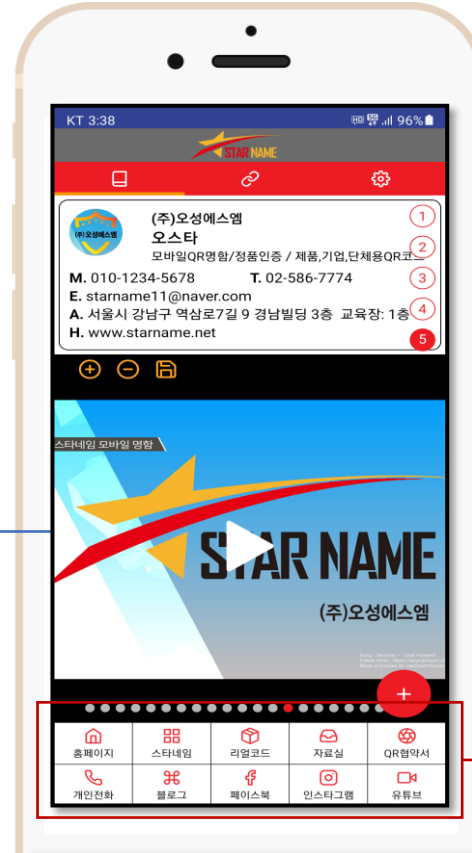 KT 3:38
HD 5G 96%
STAR NAME
(주)오성에스엠
(주)오성에스엠
오스타
모바일QR명함/정품인증 / 제품,기업,단체용QR코드
M. 010-1234-5678 T. 02-586-7774
E. starname11@naver.com
A. 서울시 강남구 역삼로7길 9 경남빌딩 3층 교육장: 1층
H. www.starname.net
1
2
3
4
5
스타네임 모바일 명함
STAR NAME
(주)오성에스엠
홈페이지 스타네임 리얼코드 자료실 QR협약서
개인전화 블로그 페이스북 인스타그램 유튜브